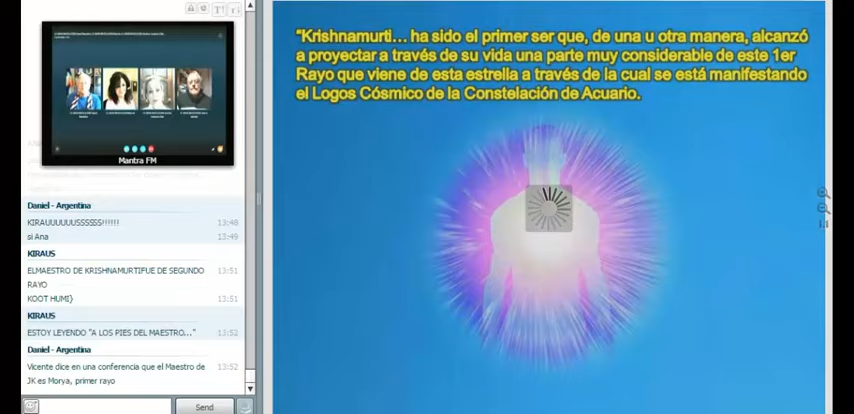 Mantra FM
Daniel - Argentina
KIRAUUUUUUSSSSSS!!!!!! 13:48
si Ana 13:49
KIRAUS
ELMAESTRO DE KRISHNAMURTIFUE DE SEGUNDO 13:51
RAYO
KOOT HUMI} 13:51
KIRAUS
ESTOY LEYENDO "A LOS PIES DEL MAESTRO..." 13:52
Daniel - Argentina
Vicente dice en una conferencia que el Maestro de 13:52
JK es Morya, primer rayo
Send
“Krishnamurti... ha sido el primer ser que, de una u otra manera, alcanzó
a proyectar a través de su vida una parte muy considerable de este 1er
Rayo que viene de esta estrella a través de la cual se está manifestando
el Logos Cósmico de la Constelación de Acuario.
1:1